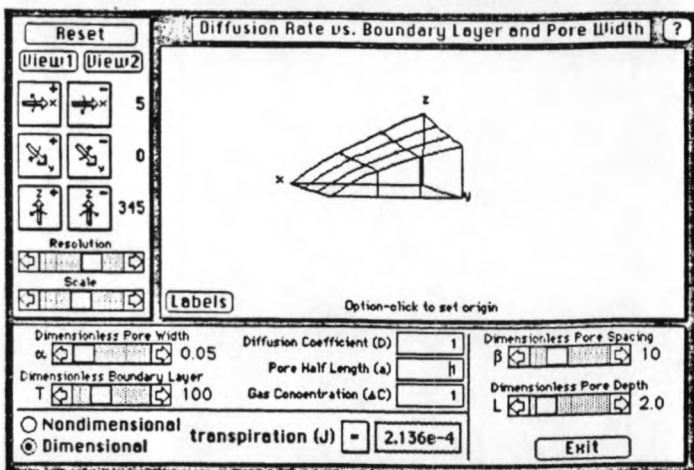 Reset
Diffusion Rate vs. Boundary Layer and Pore Width
?
View1 View2
+ x - x 5
+ y - y 0
z + z - 345
Resolution
Scale
z
x
y
Labels
Option-click to set origin
Dimensionless Pore Width
α 0.05
Dimensionless Boundary Layer
T 100
Diffusion Coefficient (D) 1
Pore Half Length (a) 1
Gas Concentration (ΔC) 1
Dimensionless Pore Spacing
β 10
Dimensionless Pore Depth
L 2.0
Nondimensional
Dimensional
transpiration (J) = 2.136e-4
Exit